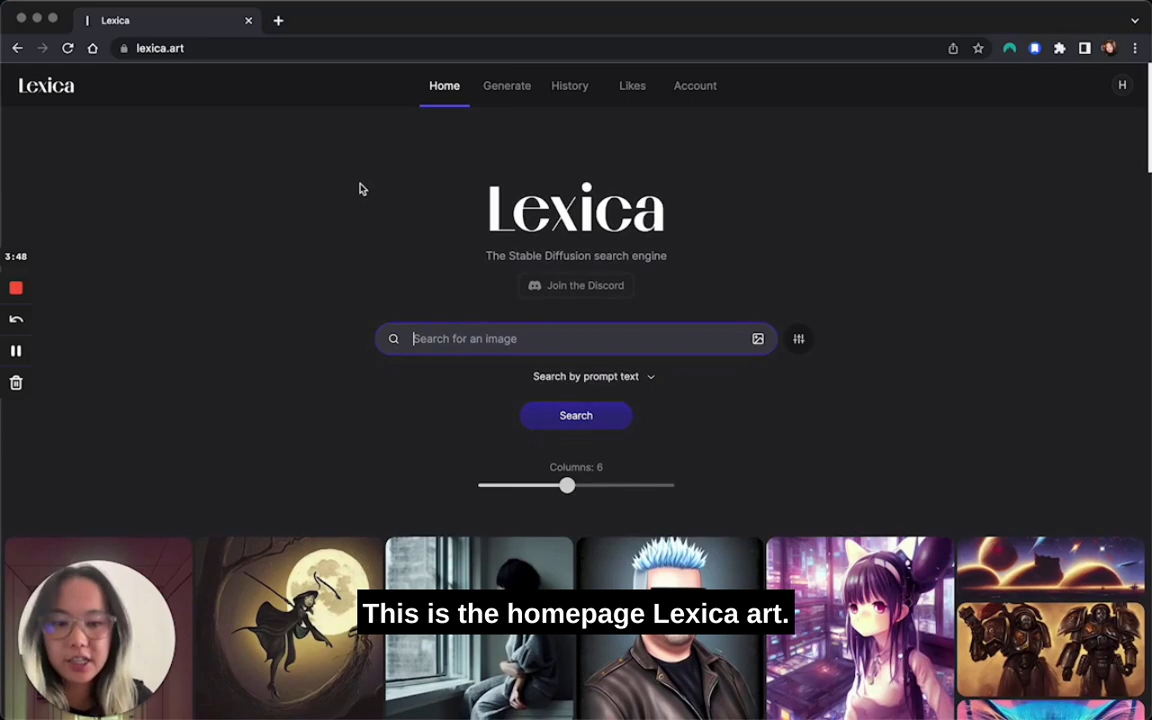 Lexica
lexica.art
Lexica
Home
Generate
History
Likes
Account
H
Lexica
The Stable Diffusion search engine
Join the Discord
3:48
Search for an image
Search by prompt text
Search
Columns: 6
This is the homepage Lexica art.